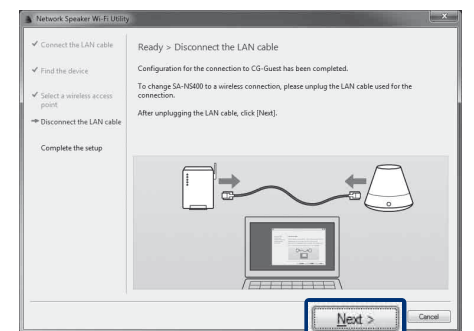 Network Speaker Wi-Fi Utility
✔ Connect the LAN cable
✔ Find the device
✔ Select a wireless access
point
➔ Disconnect the LAN cable
Complete the setup
Ready > Disconnect the LAN cable
Configuration for the connection to CG-Guest has been completed.
To change SA-NS400 to a wireless connection, please unplug the LAN cable used for the
connection.
After unplugging the LAN cable, click [Next].
Next >
Cancel